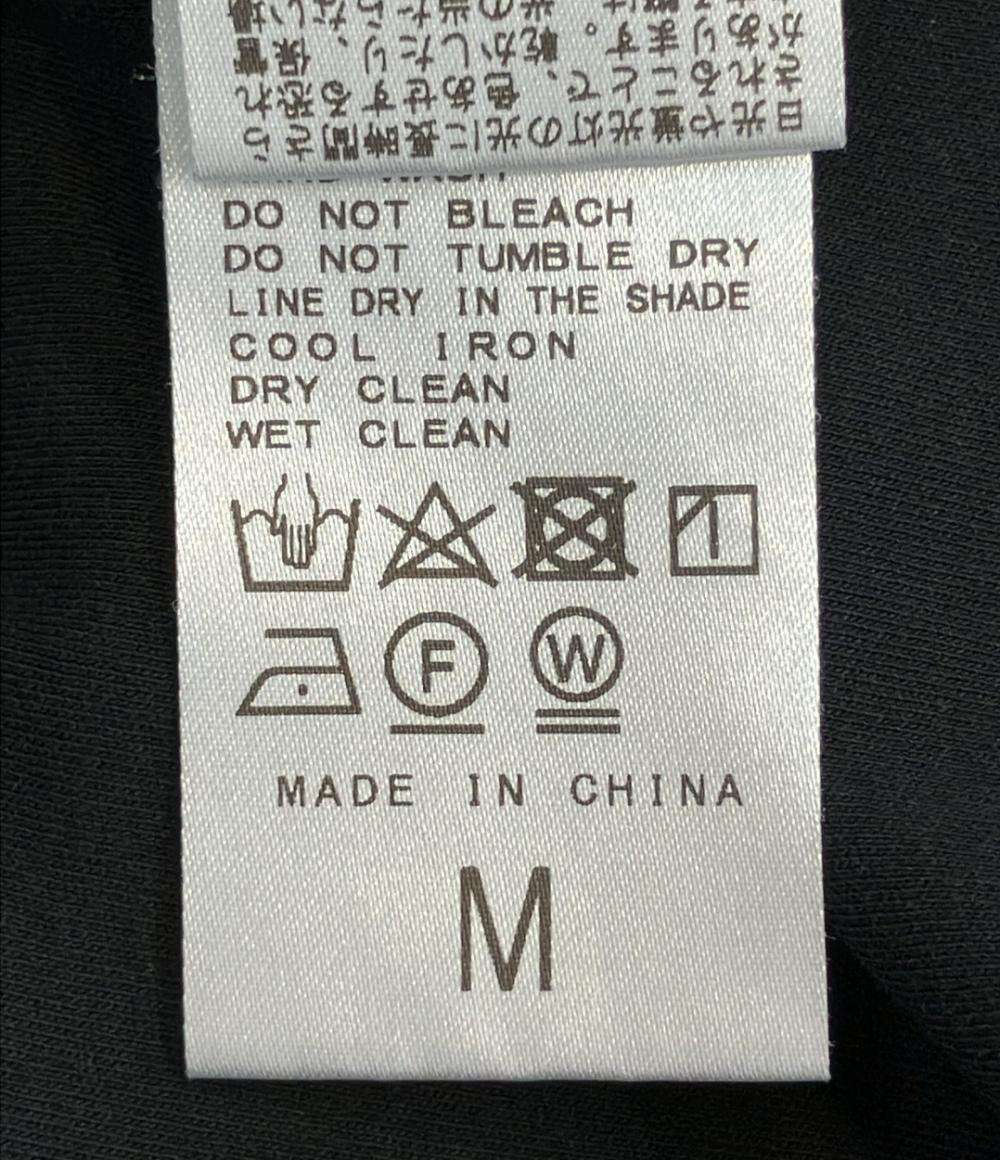 日光や蛍光灯の光に長時間さら
されることで、色あせする恐れ
があります。乾かしたり、保管
DO NOT BLEACH
DO NOT TUMBLE DRY
LINE DRY IN THE SHADE
COOL IRON
DRY CLEAN
WET CLEAN
F W
MADE IN CHINA
M